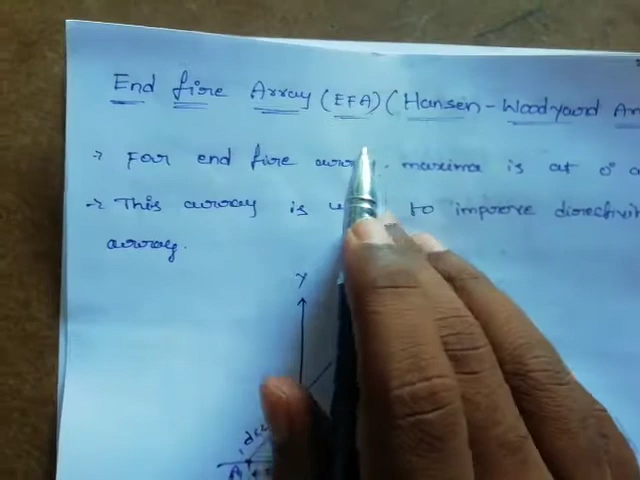 End fire Array (EFA) (Hansen - Woodyard
→ For end fire maxima is at 0°
→ This array is to improve
array.
Y
A